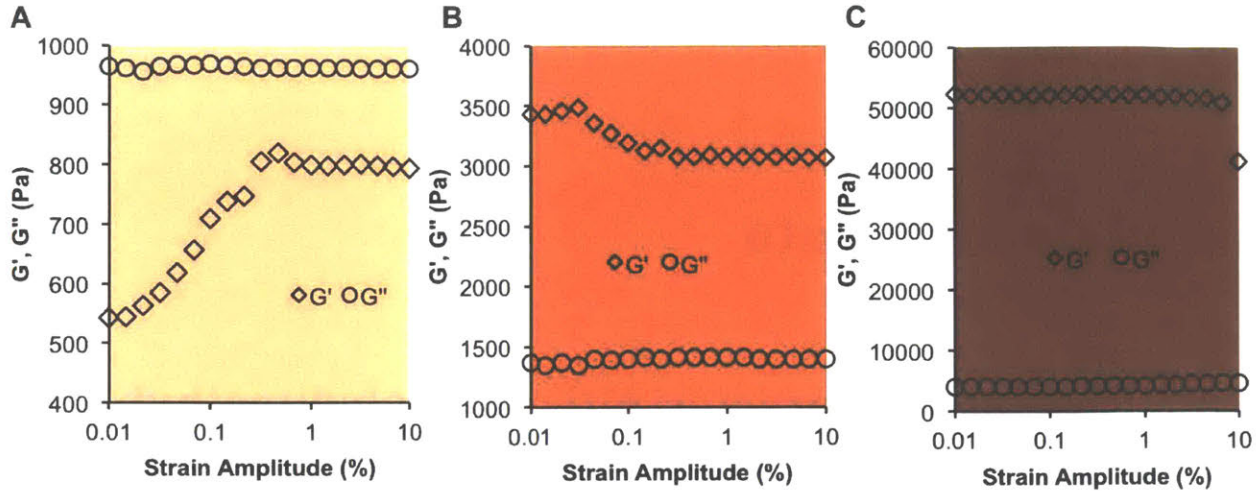 A
1000
900
800
700
600
500
400
G', G" (Pa)
◇G' ○G"
0.01 0.1 1 10
Strain Amplitude (%)
B
4000
3500
3000
2500
2000
1500
1000
G', G" (Pa)
◇G' ○G"
0.01 0.1 1 10
Strain Amplitude (%)
C
60000
50000
40000
30000
20000
10000
0
G', G" (Pa)
◇G' ○G"
0.01 0.1 1 10
Strain Amplitude (%)